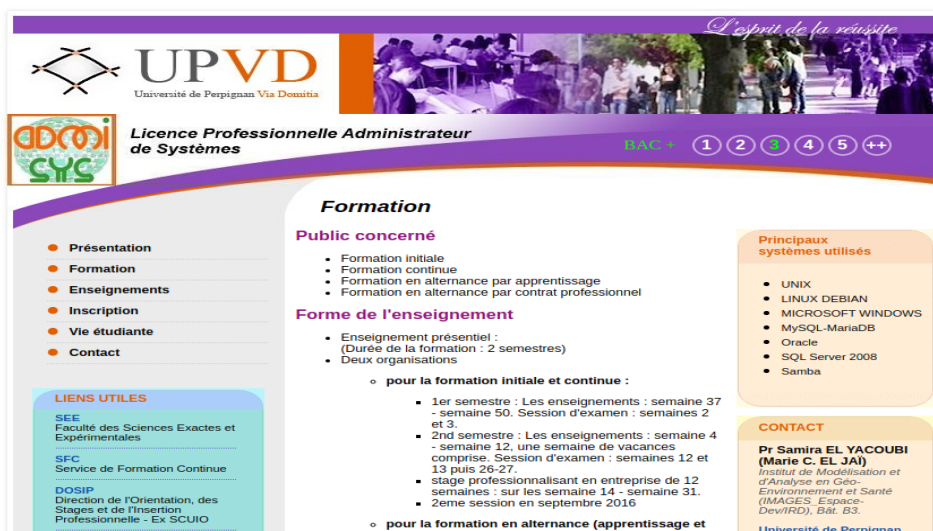 L'esprit de la réussite
UPVD
Université de Perpignan Via Domitia
ADMI
SYS
Licence Professionnelle Administrateur
de Systèmes
BAC + 1 2 3 4 5 ++
Formation
Présentation
Formation
Enseignements
Inscription
Vie étudiante
Contact
LIENS UTILES
SEE
Faculté des Sciences Exactes et
Expérimentales
SFC
Service de Formation Continue
DOSIP
Direction de l'Orientation, des
Stages et de l'Insertion
Professionnelle - Ex SCUIO
Public concerné
Formation initiale
Formation continue
Formation en alternance par apprentissage
Formation en alternance par contrat professionnel
Forme de l'enseignement
Enseignement présentiel :
(Durée de la formation : 2 semestres)
Deux organisations
pour la formation initiale et continue :
1er semestre : Les enseignements : semaine 37
- semaine 50. Session d'examen : semaines 2
et 3.
2nd semestre : Les enseignements : semaine 4
- semaine 12, une semaine de vacances
comprise. Session d'examen : semaines 12 et
13 puis 26-27.
stage professionnalisant en entreprise de 12
semaines : sur les semaine 14 - semaine 31.
2eme session en septembre 2016
pour la formation en alternance (apprentissage et
Principaux
systèmes utilisés
UNIX
LINUX DEBIAN
MICROSOFT WINDOWS
MySQL-MariaDB
Oracle
SQL Server 2008
Samba
CONTACT
Pr Samira EL YACOUBI
(Marie C. EL JAÏ)
Institut de Modélisation et
d'Analyse en Géo-
Environnement et Santé
(IMAGES_Espace-
Dev/IRD), Bât. B3.
Université de Perpignan